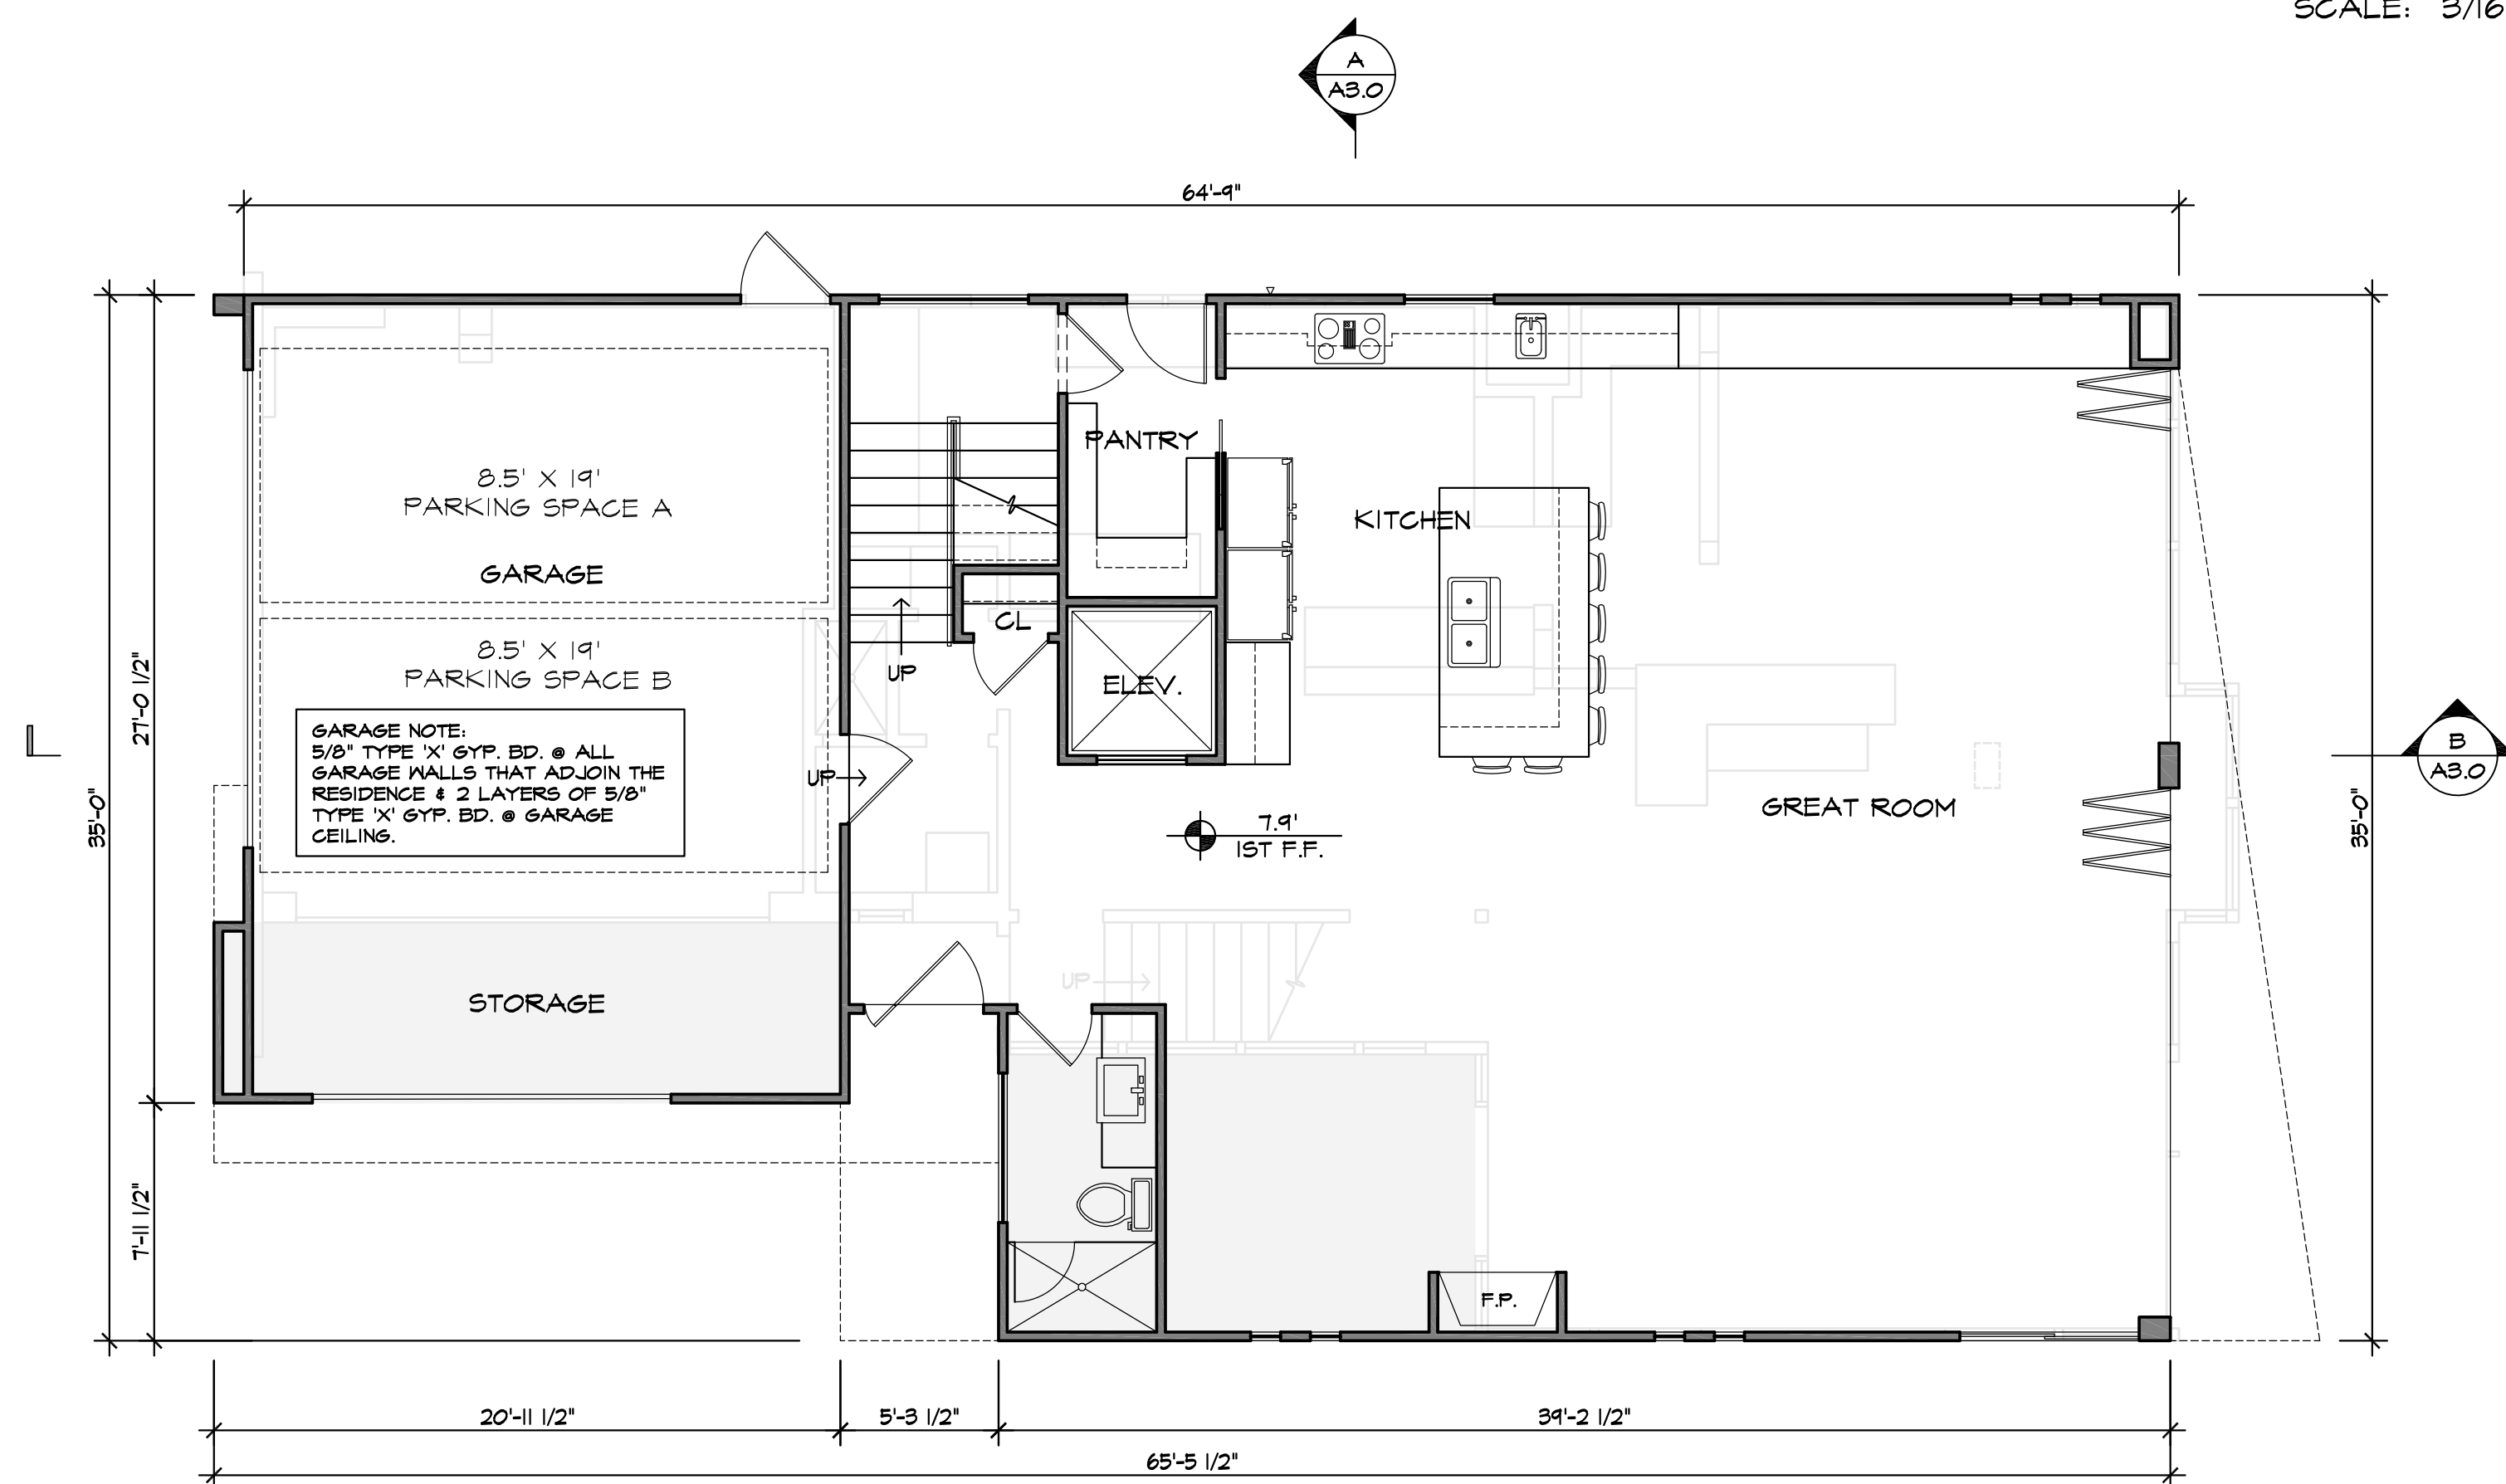 SCALE: 3/16
A
A3.0
64'-9"
8.5' X 19'
PARKING SPACE A
GARAGE
8.5' X 19'
PARKING SPACE B
GARAGE NOTE:
5/8" TYPE 'X' GYP. BD. @ ALL
GARAGE WALLS THAT ADJOIN THE
RESIDENCE & 2 LAYERS OF 5/8"
TYPE 'X' GYP. BD. @ GARAGE
CEILING.
STORAGE
35'-0"
27'-0 1/2"
7'-11 1/2"
PANTRY
KITCHEN
CL
UP
ELEV.
UP
7.9'
1ST F.F.
GREAT ROOM
UP
F.P.
B
A3.0
35'-0"
20'-11 1/2"
5'-3 1/2"
39'-2 1/2"
65'-5 1/2"